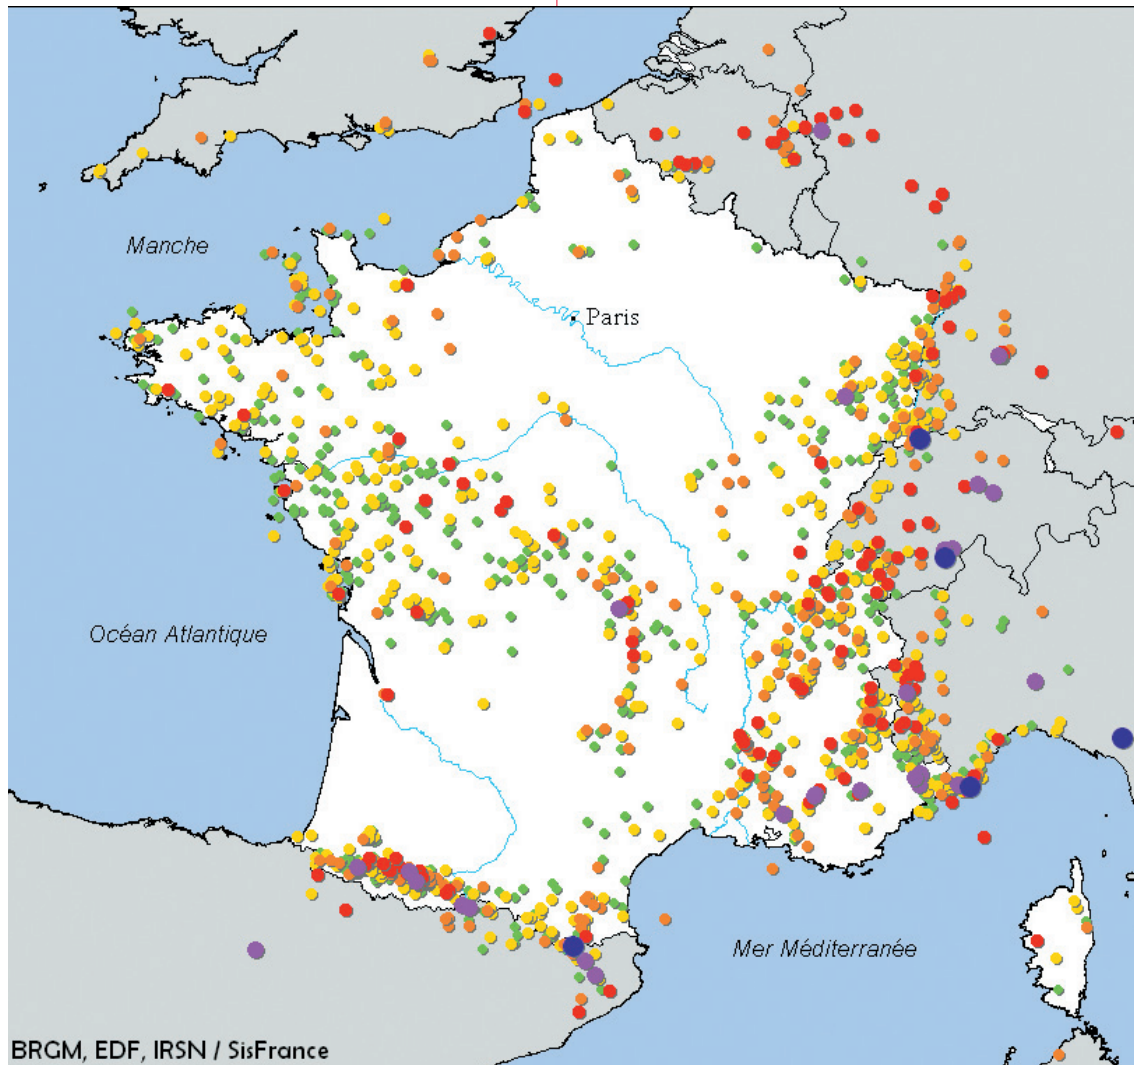 Manche
Paris
Océan Atlantique
Mer Méditerranée
BRGM, EDF, IRSN / SisFrance